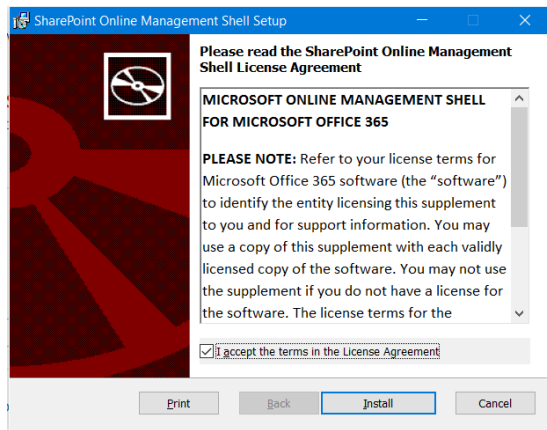 SharePoint Online Management Shell Setup
Please read the SharePoint Online Management
Shell License Agreement
MICROSOFT ONLINE MANAGEMENT SHELL
FOR MICROSOFT OFFICE 365
PLEASE NOTE: Refer to your license terms for
Microsoft Office 365 software (the “software”)
to identify the entity licensing this supplement
to you and for support information. You may
use a copy of this supplement with each validly
licensed copy of the software. You may not use
the supplement if you do not have a license for
the software. The license terms for the
I accept the terms in the License Agreement
Print Back Install Cancel